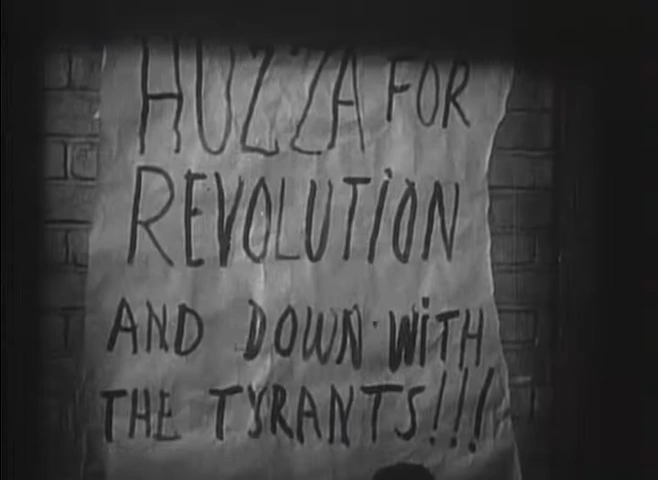 HUZZA FOR
REVOLUTION
AND DOWN WITH
THE TYRANTS!!!